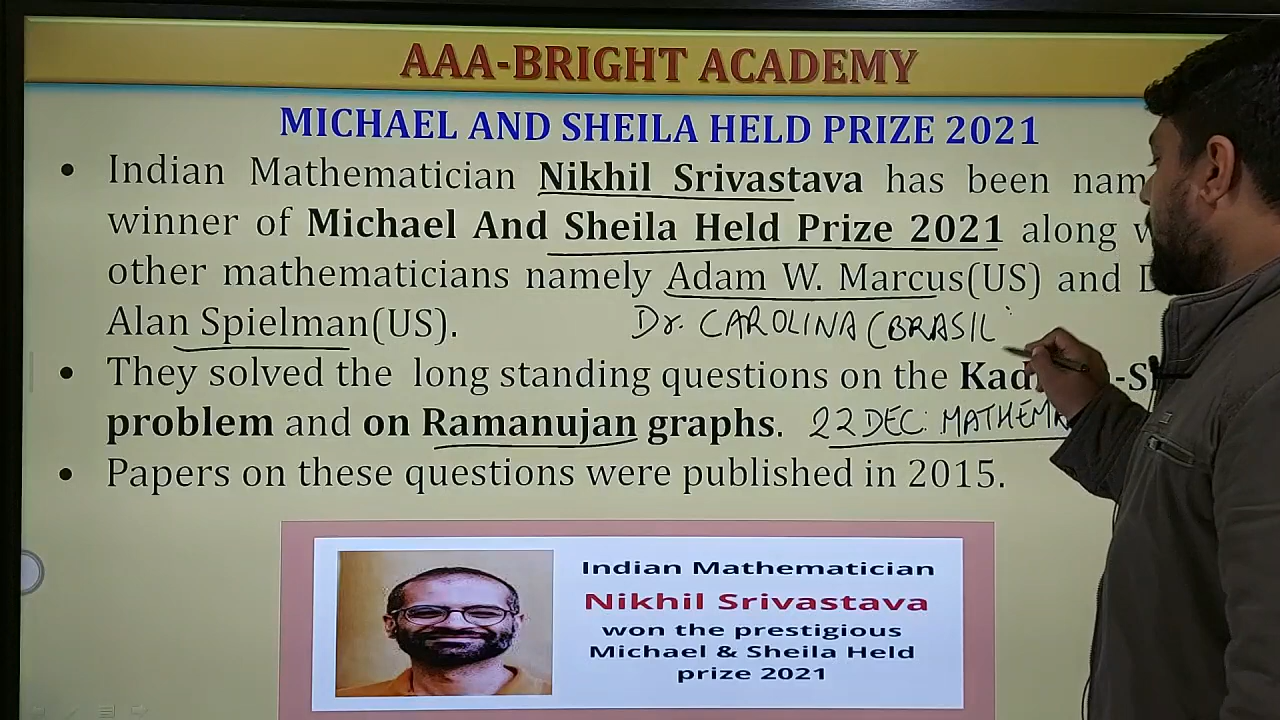 AAA-BRIGHT ACADEMY
MICHAEL AND SHEILA HELD PRIZE 2021
• Indian Mathematician Nikhil Srivastava has been nam
winner of Michael And Sheila Held Prize 2021 along w
other mathematicians namely Adam W. Marcus(US) and D
Alan Spielman(US).
Dr. CAROLINA (BRASIL
• They solved the long standing questions on the Kad -S
problem and on Ramanujan graphs.
22 DEC: MATHEMA
• Papers on these questions were published in 2015.
Indian Mathematician
Nikhil Srivastava
won the prestigious
Michael & Sheila Held
prize 2021